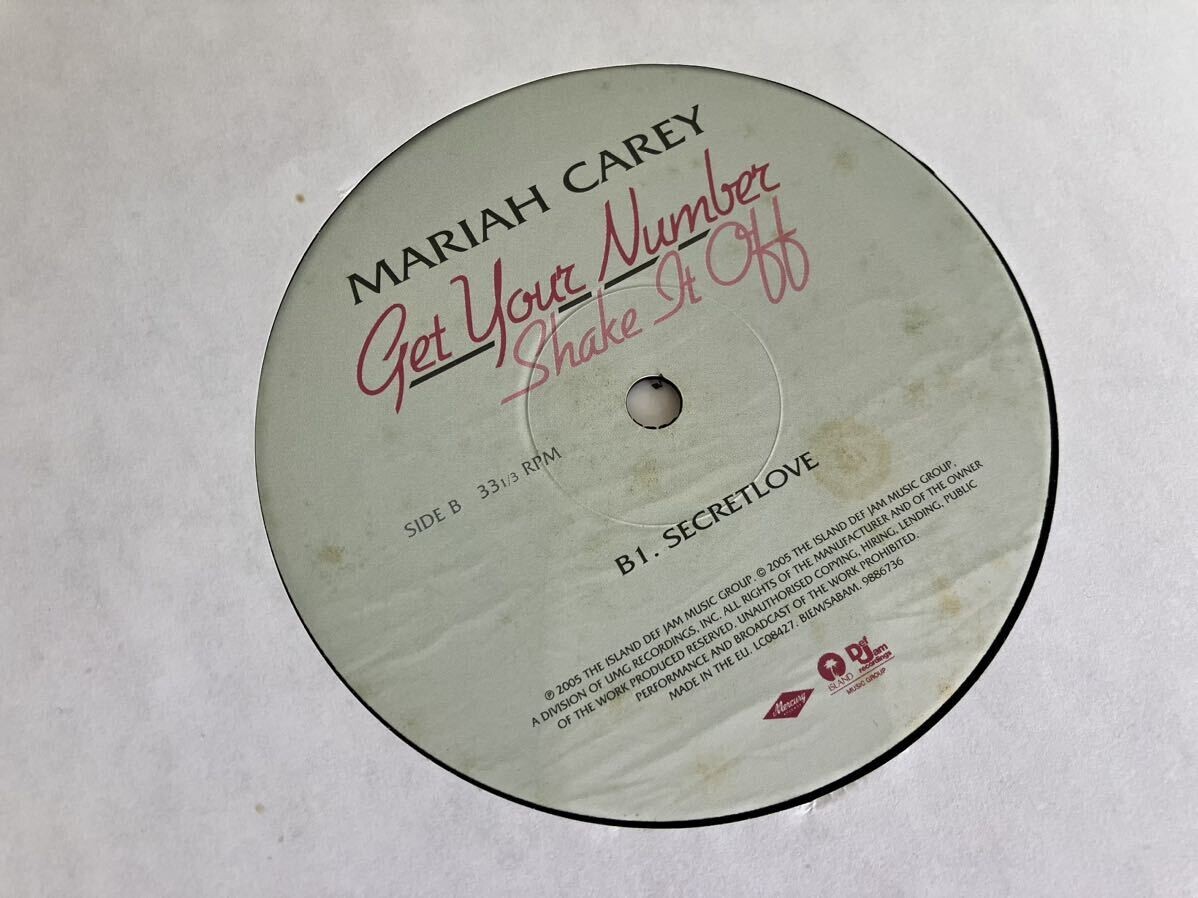 MARIAH CAREY
Get Your Number
Shake It Off
SIDE B 33 1/3 RPM
B1. SECRETLOVE
℗ 2005 THE ISLAND DEF JAM MUSIC GROUP. © 2005 THE ISLAND DEF JAM MUSIC GROUP,
A DIVISION OF UMG RECORDINGS, INC. ALL RIGHTS OF THE MANUFACTURER AND OF THE OWNER
OF THE WORK PRODUCED RESERVED. UNAUTHORISED COPYING, HIRING, LENDING, PUBLIC
PERFORMANCE AND BROADCAST OF THE WORK PROHIBITED.
MADE IN THE EU. LC08427. BIEM/SABAM. 9886736
Mercury
ISLAND
Def Jam
recordings
MUSIC GROUP